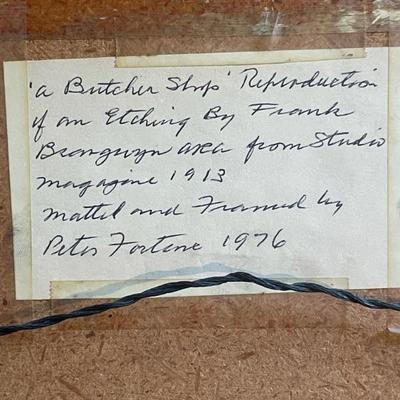 'a Butcher Shop' Reproduction
of an Etching By Frank
Brangwyn ARA from Studio
magazine 1913
matted and Framed by
Peter Fortune 1976